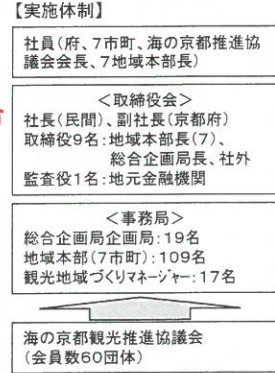 【実施体制】
社員(府、7市町、海の京都推進協
議会会長、7地域本部長)
<取締役会>
社長(民間)、副社長(京都府)
取締役9名:地域本部長(7)、
総合企画局長、社外
監査役1名:地元金融機関
<事務局>
総合企画局企画局:19名
地域本部(7市町):109名
観光地域づくりマネージャー:17名
海の京都観光推進協議会
(会員数60団体)